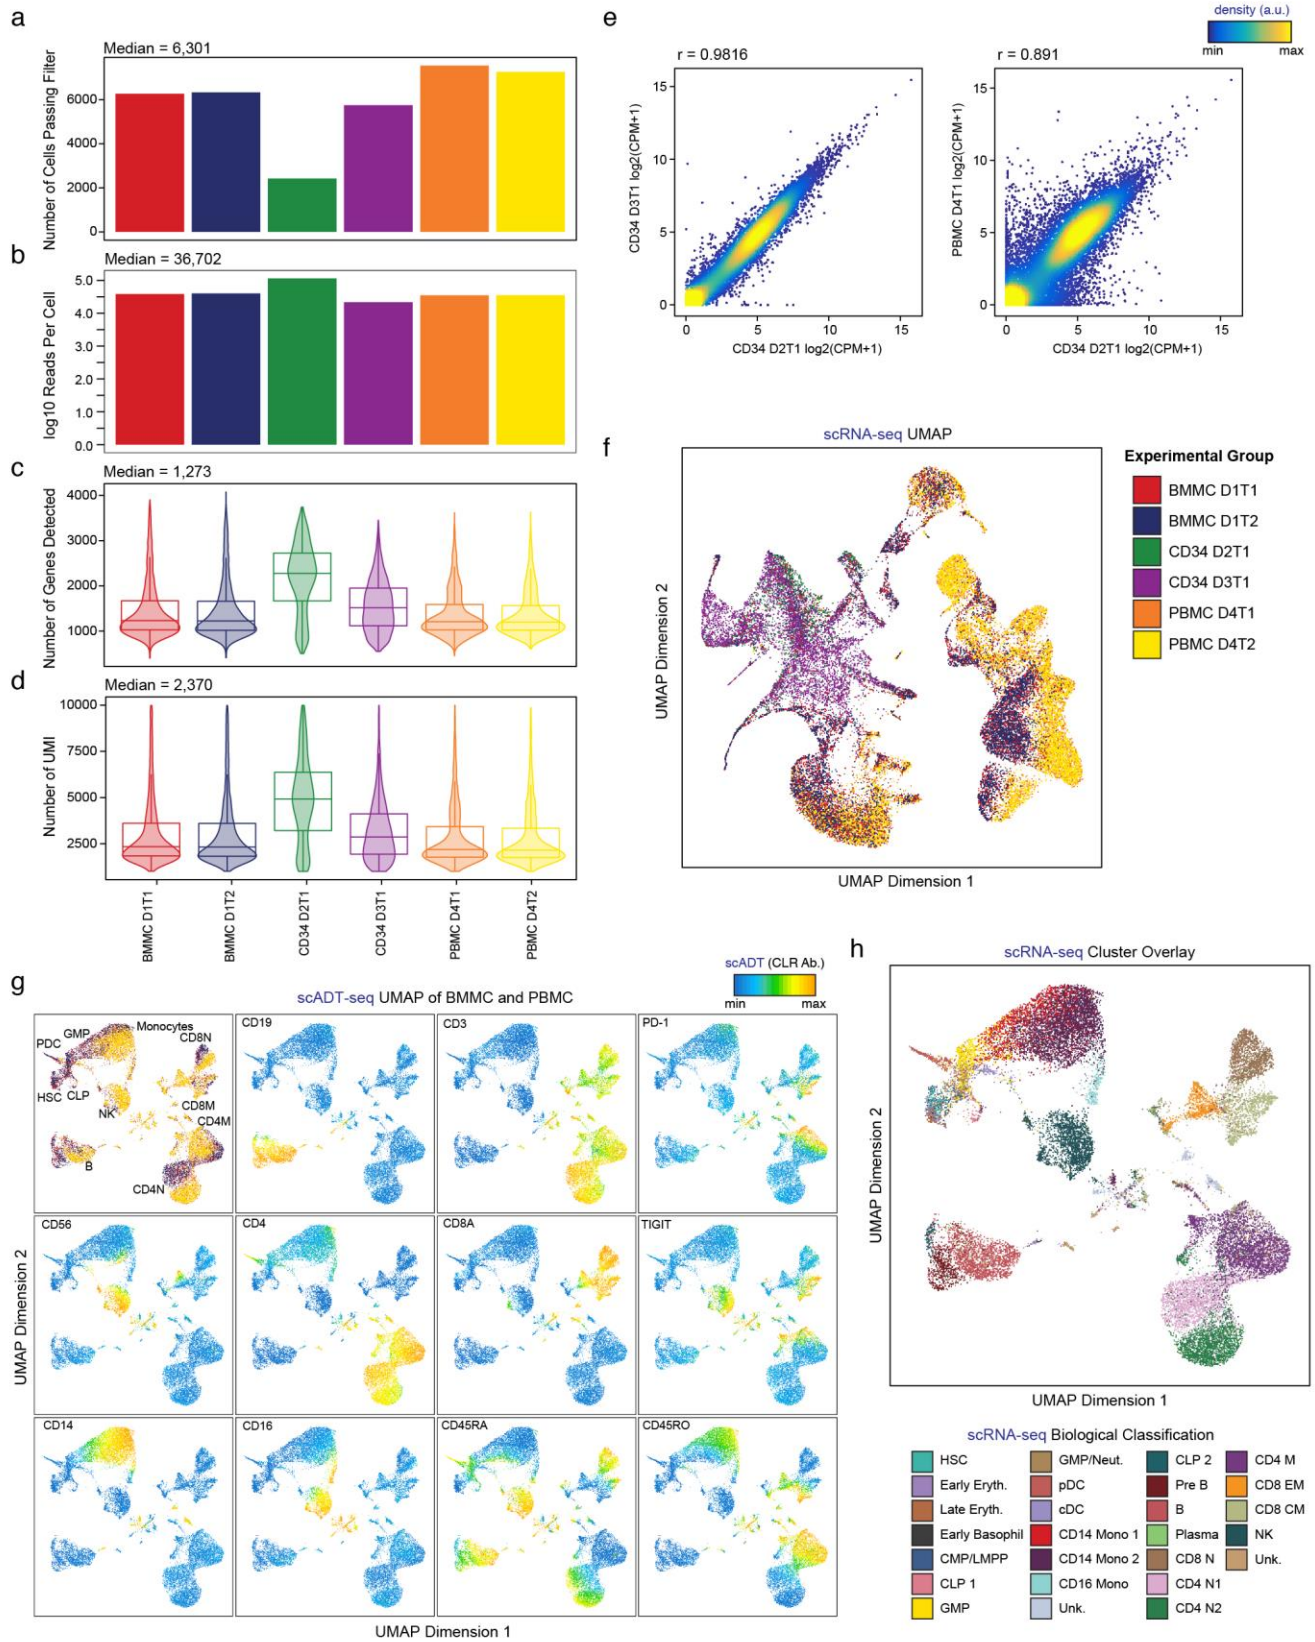 a
Median = 6,301
Number of Cells Passing Filter
6000
4000
2000
0
b
Median = 36,702
log10 Reads Per Cell
5.0
4.0
3.0
2.0
1.0
0.0
c
Median = 1,273
Number of Genes Detected
4000
3000
2000
1000
d
Median = 2,370
Number of UMI
10000
7500
5000
2500
BMMC D1T1
BMMC D1T2
CD34 D2T1
CD34 D3T1
PBMC D4T1
PBMC D4T2
e
density (a.u.)
min max
r = 0.9816
CD34 D3T1 log2(CPM+1)
15
10
5
0
0 5 10 15
CD34 D2T1 log2(CPM+1)
r = 0.891
PBMC D4T1 log2(CPM+1)
15
10
5
0
0 5 10 15
CD34 D2T1 log2(CPM+1)
f
scRNA-seq UMAP
UMAP Dimension 2
UMAP Dimension 1
Experimental Group
BMMC D1T1
BMMC D1T2
CD34 D2T1
CD34 D3T1
PBMC D4T1
PBMC D4T2
g
scADT (CLR Ab.)
min max
scADT-seq UMAP of BMMC and PBMC
GMP
Monocytes
PDC
CD8N
HSC
CLP
NK
CD8M
CD4M
B
CD4N
CD19
CD3
PD-1
CD56
CD4
CD8A
TIGIT
CD14
CD16
CD45RA
CD45RO
UMAP Dimension 2
UMAP Dimension 1
h
scRNA-seq Cluster Overlay
UMAP Dimension 2
UMAP Dimension 1
scRNA-seq Biological Classification
HSC
Early Eryth.
Late Eryth.
Early Basophil
CMP/LMPP
CLP 1
GMP
GMP/Neut.
pDC
cDC
CD14 Mono 1
CD14 Mono 2
CD16 Mono
Unk.
CLP 2
Pre B
B
Plasma
CD8 N
CD4 N1
CD4 N2
CD4 M
CD8 EM
CD8 CM
NK
Unk.